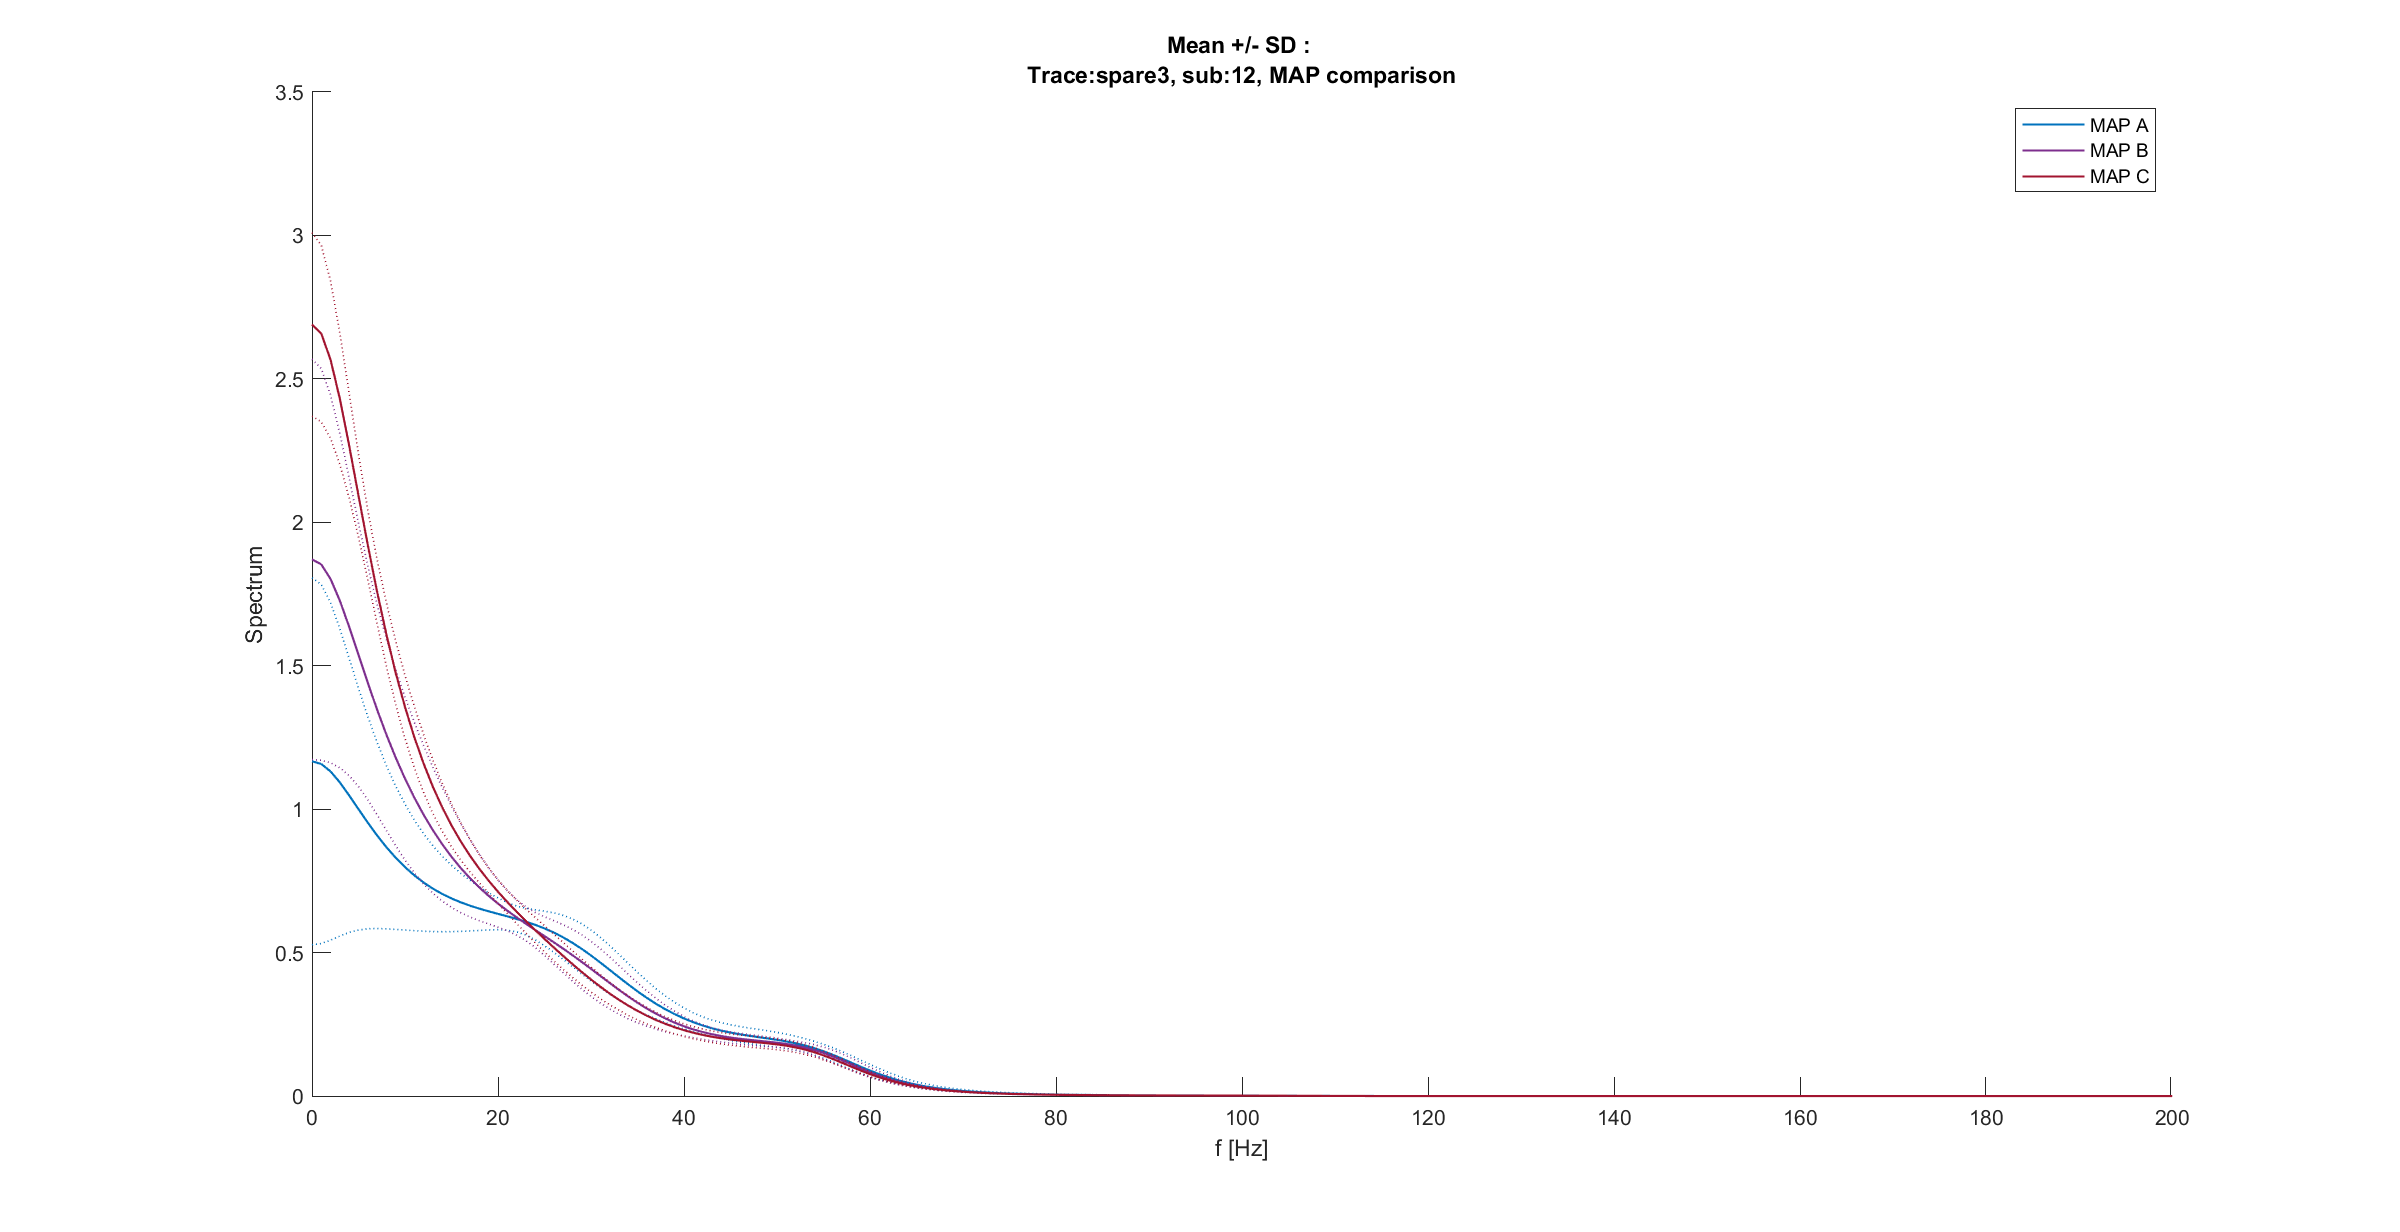 Mean +/- SD :
Trace:spare3, sub:12, MAP comparison
3.5
3
2.5
2
1.5
1
0.5
0
Spectrum
MAP A
MAP B
MAP C
0 20 40 60 80 100 120 140 160 180 200
f [Hz]